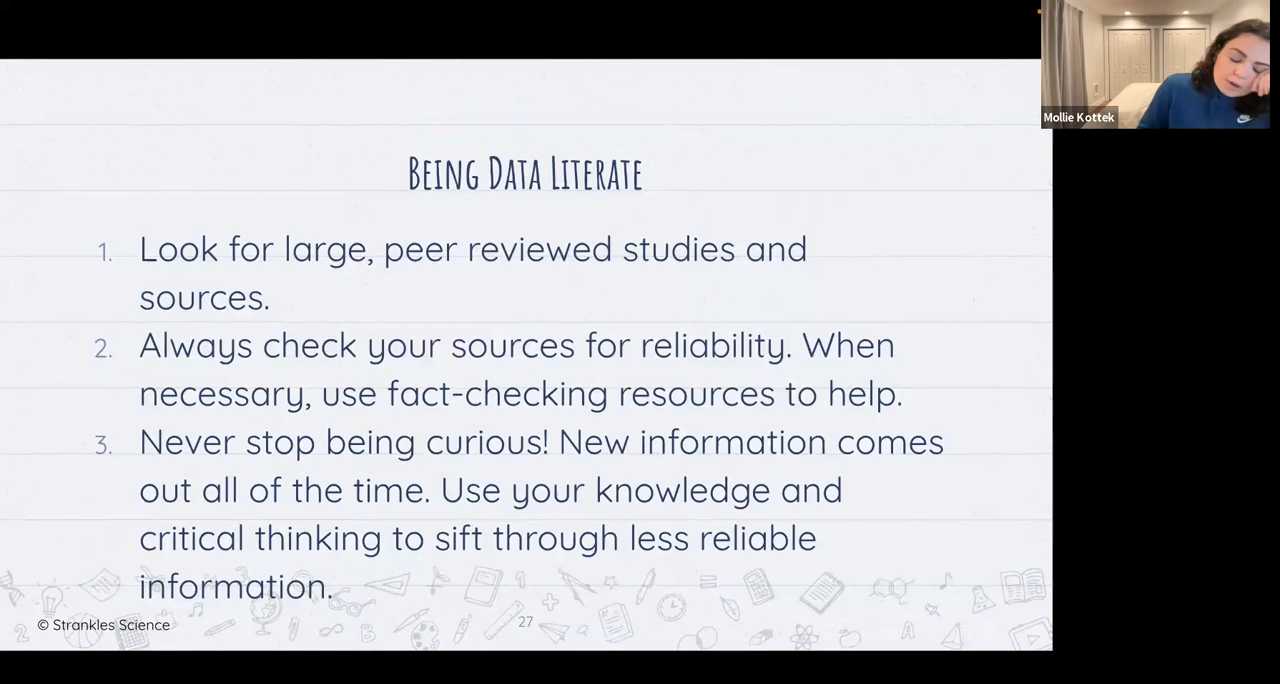 Mollie Kottek
Being Data Literate
1. Look for large, peer reviewed studies and
sources.
2. Always check your sources for reliability. When
necessary, use fact-checking resources to help.
3. Never stop being curious! New information comes
out all of the time. Use your knowledge and
critical thinking to sift through less reliable
information.
© Strankles Science
27